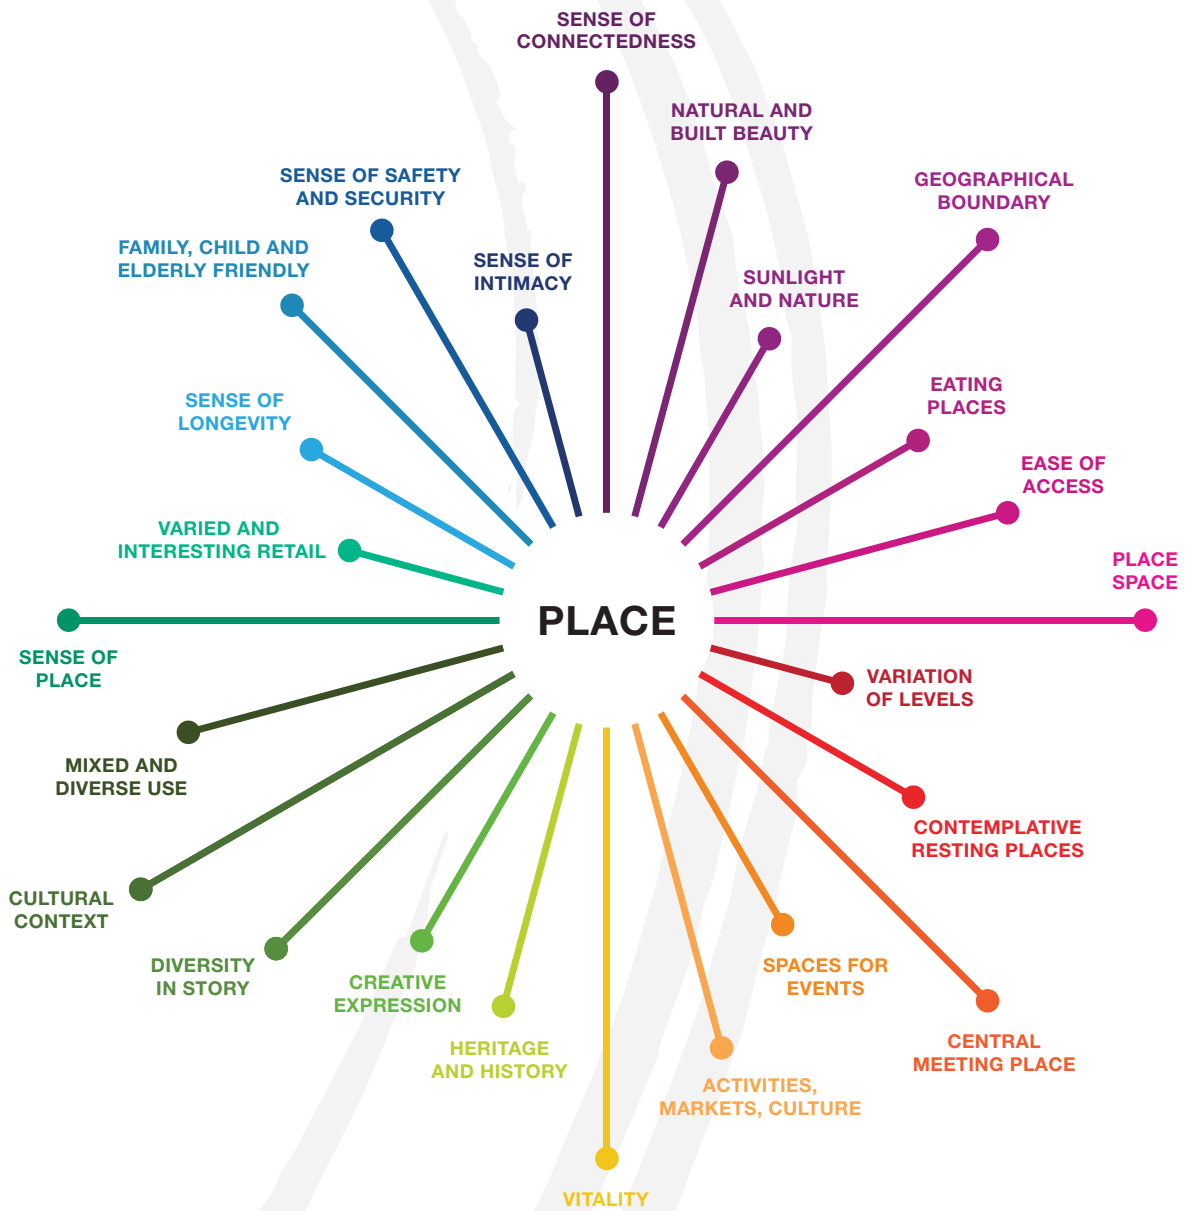 SENSE OF
CONNECTEDNESS
NATURAL AND
BUILT BEAUTY
GEOGRAPHICAL
BOUNDARY
SUNLIGHT
AND NATURE
EATING
PLACES
EASE OF
ACCESS
PLACE
SPACE
VARIATION
OF LEVELS
CONTEMPLATIVE
RESTING PLACES
CENTRAL
MEETING PLACE
SPACES FOR
EVENTS
ACTIVITIES,
MARKETS, CULTURE
VITALITY
HERITAGE
AND HISTORY
CREATIVE
EXPRESSION
DIVERSITY
IN STORY
CULTURAL
CONTEXT
MIXED AND
DIVERSE USE
SENSE OF
PLACE
VARIED AND
INTERESTING RETAIL
SENSE OF
LONGEVITY
FAMILY, CHILD AND
ELDERLY FRIENDLY
SENSE OF SAFETY
AND SECURITY
SENSE OF
INTIMACY
PLACE